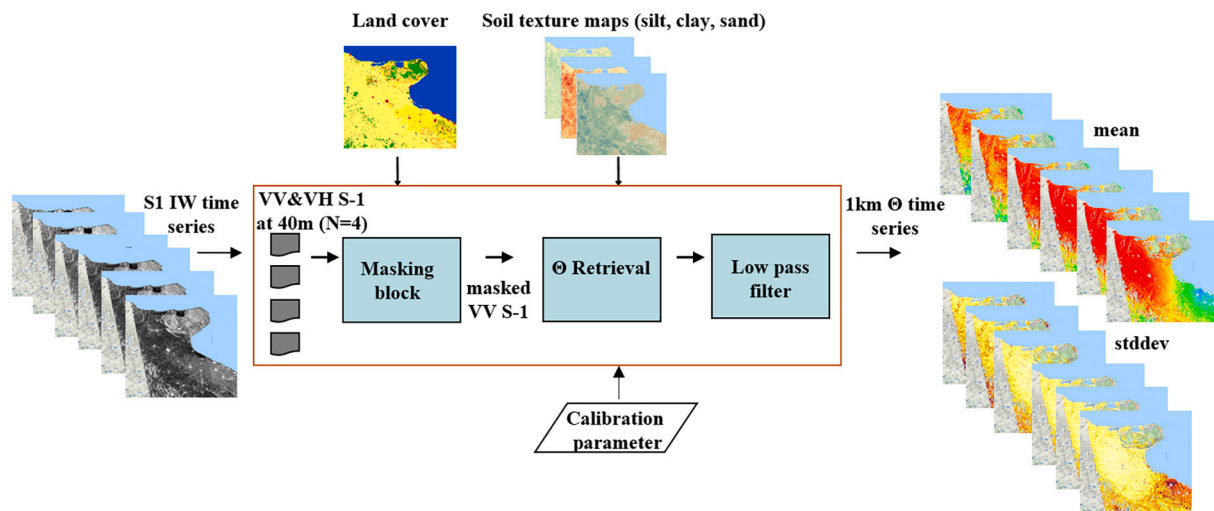 Land cover
Soil texture maps (silt, clay, sand)
mean
S1 IW time
series
VV&VH S-1
at 40m (N=4)
Masking
block
masked
VV S-1
Θ Retrieval
Low pass
filter
1km Θ time
series
stddev
Calibration
parameter